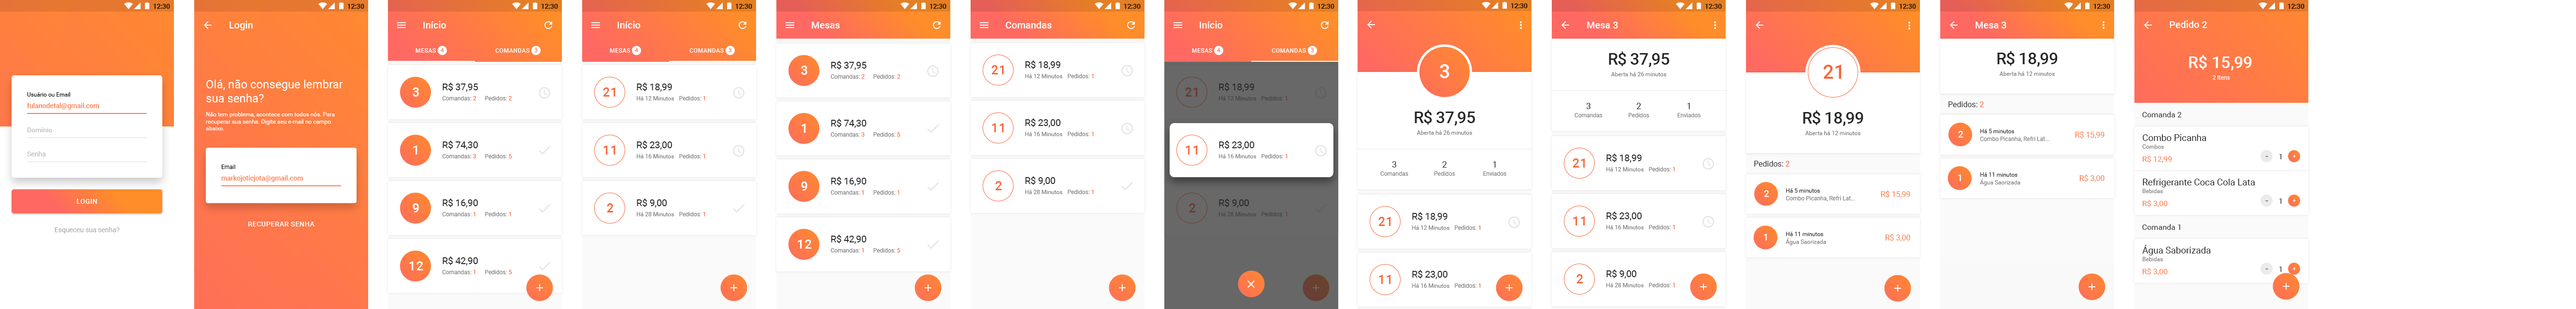 12:30
Usuário ou Email
fulanodetal@gmail.com
Domínio
Senha
LOGIN
Esqueceu sua senha?
12:30
Login
Olá, não consegue lembrar
sua senha?
Não tem problema, acontece com todos nós. Para
recuperar sua senha. Digite seu e-mail no campo
abaixo.
Email
markojoticjota@gmail.com
RECUPERAR SENHA
12:30
Início
MESAS 4 COMANDAS 3
3 R$ 37,95
Comandas: 2 Pedidos: 2
1 R$ 74,30
Comandas: 3 Pedidos: 5
9 R$ 16,90
Comandas: 1 Pedidos: 1
12 R$ 42,90
Comandas: 1 Pedidos: 5
+
12:30
Início
MESAS 4 COMANDAS 3
21 R$ 18,99
Há 12 Minutos Pedidos: 1
11 R$ 23,00
Há 16 Minutos Pedidos: 1
2 R$ 9,00
Há 28 Minutos Pedidos: 1
+
12:30
Mesas
3 R$ 37,95
Comandas: 2 Pedidos: 2
1 R$ 74,30
Comandas: 3 Pedidos: 5
9 R$ 16,90
Comandas: 1 Pedidos: 1
12 R$ 42,90
Comandas: 1 Pedidos: 5
+
12:30
Comandas
21 R$ 18,99
Há 12 Minutos Pedidos: 1
11 R$ 23,00
Há 16 Minutos Pedidos: 1
2 R$ 9,00
Há 28 Minutos Pedidos: 1
+
12:30
Início
MESAS 4 COMANDAS 3
21 R$ 18,99
Há 12 Minutos Pedidos: 1
11 R$ 23,00
Há 16 Minutos Pedidos: 1
2 R$ 9,00
Há 28 Minutos Pedidos: 1
12:30
3
R$ 37,95
Aberta há 26 minutos
3 2 1
Comandas Pedidos Enviados
21 R$ 18,99
Há 12 Minutos Pedidos: 1
11 R$ 23,00
Há 16 Minutos Pedidos: 1
+
12:30
Mesa 3
R$ 37,95
Aberta há 26 minutos
3 2 1
Comandas Pedidos Enviados
21 R$ 18,99
Há 12 Minutos Pedidos: 1
11 R$ 23,00
Há 16 Minutos Pedidos: 1
2 R$ 9,00
Há 28 Minutos Pedidos: 1
+
12:30
21
R$ 18,99
Aberta há 12 minutos
Pedidos: 2
2 Há 5 minutos
Combo Picanha, Refri Lat... R$ 15,99
1 Há 11 minutos
Água Saorizada R$ 3,00
+
12:30
Mesa 3
R$ 18,99
Aberta há 12 minutos
Pedidos: 2
2 Há 5 minutos
Combo Picanha, Refri Lat... R$ 15,99
1 Há 11 minutos
Água Saorizada R$ 3,00
+
12:30
Pedido 2
R$ 15,99
2 Itens
Comanda 2
Combo Picanha
Combos
R$ 12,99 - 1 +
Refrigerante Coca Cola Lata
Bebidas
R$ 3,00 - 1 +
Comanda 1
Água Saborizada
Bebidas
R$ 3,00 - 1 +
+